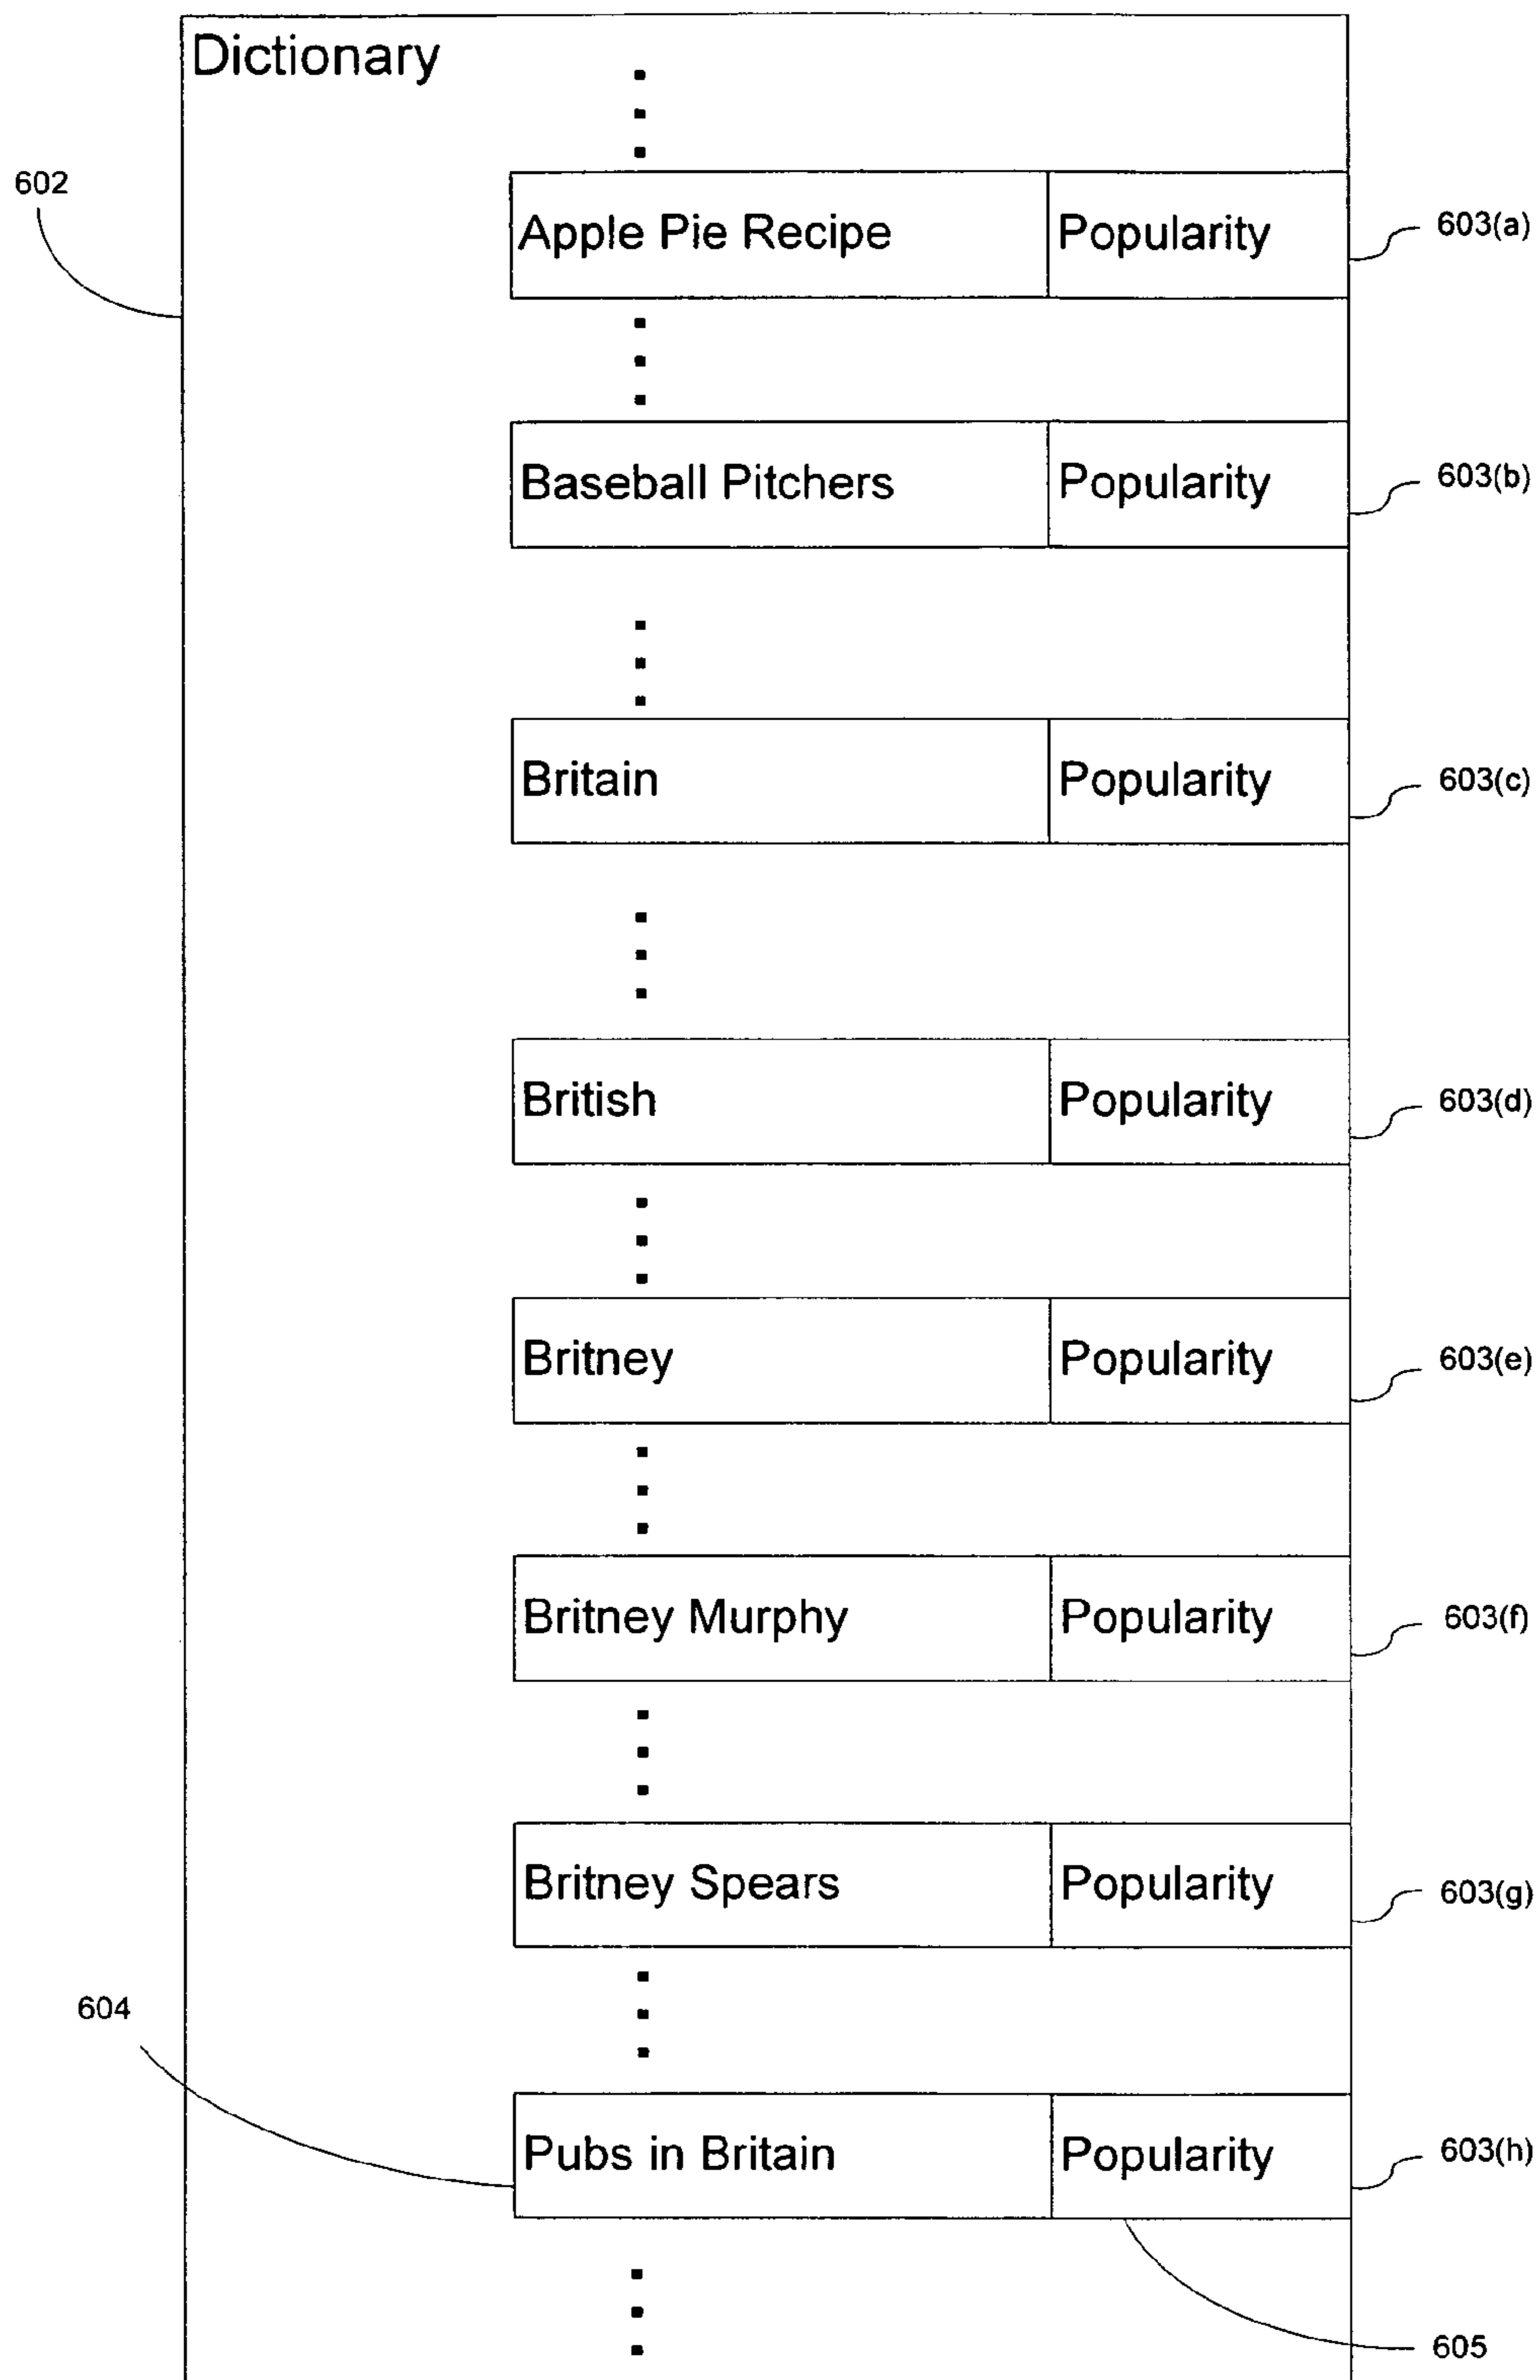 Dictionary
602
Apple Pie Recipe Popularity 603(a)
Baseball Pitchers Popularity 603(b)
Britain Popularity 603(c)
British Popularity 603(d)
Britney Popularity 603(e)
Britney Murphy Popularity 603(f)
Britney Spears Popularity 603(g)
604
Pubs in Britain Popularity 603(h)
605